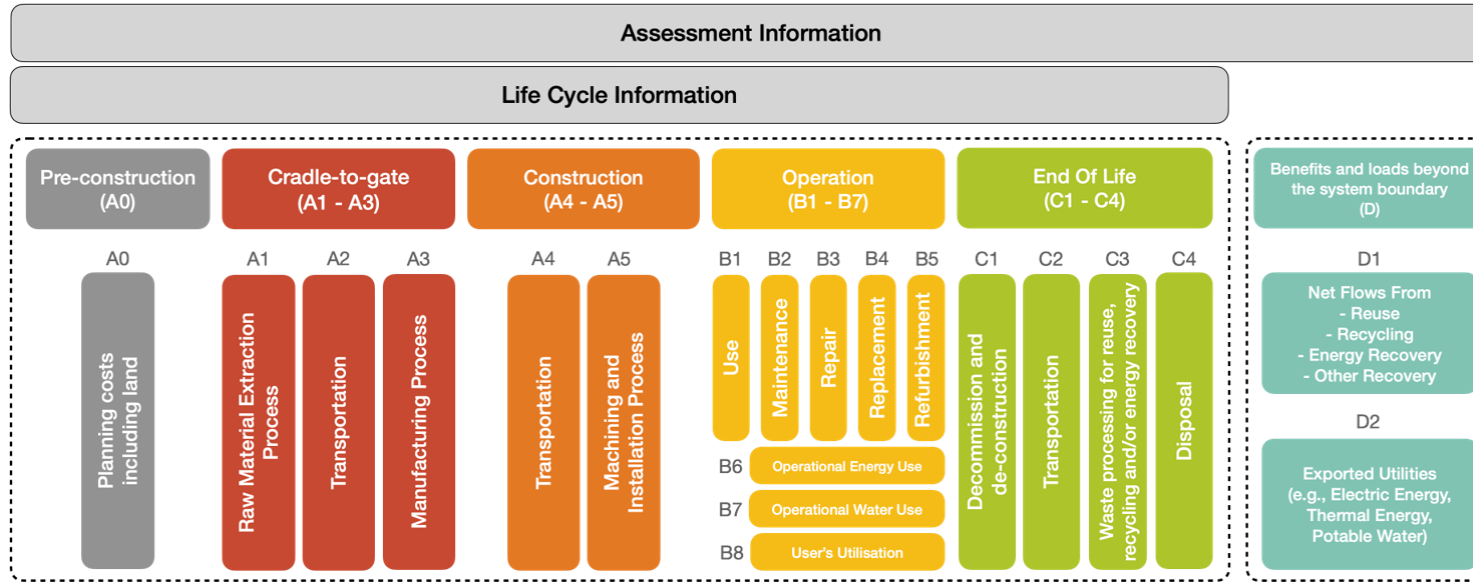 Assessment Information
Life Cycle Information
Pre-construction
(A0)
Cradle-to-gate
(A1 - A3)
Construction
(A4 - A5)
Operation
(B1 - B7)
End Of Life
(C1 - C4)
Benefits and loads beyond
the system boundary
(D)
A0
Planning costs
including land
A1
Raw Material Extraction
Process
A2
Transportation
A3
Manufacturing Process
A4
Transportation
A5
Machining and
Installation Process
B1
Use
B2
Maintenance
B3
Repair
B4
Replacement
B5
Refurbishment
B6
Operational Energy Use
B7
Operational Water Use
B8
User's Utilisation
C1
Decommission and
de-construction
C2
Transportation
C3
Waste processing for reuse,
recycling and/or energy recovery
C4
Disposal
D1
Net Flows From
- Reuse
- Recycling
- Energy Recovery
- Other Recovery
D2
Exported Utilities
(e.g., Electric Energy,
Thermal Energy,
Potable Water)